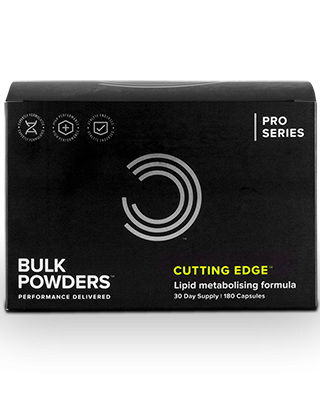 PRO
SERIES
BULK
POWDERS™
PERFORMANCE DELIVERED
CUTTING EDGE™
Lipid metabolising formula
30 Day Supply | 180 Capsules